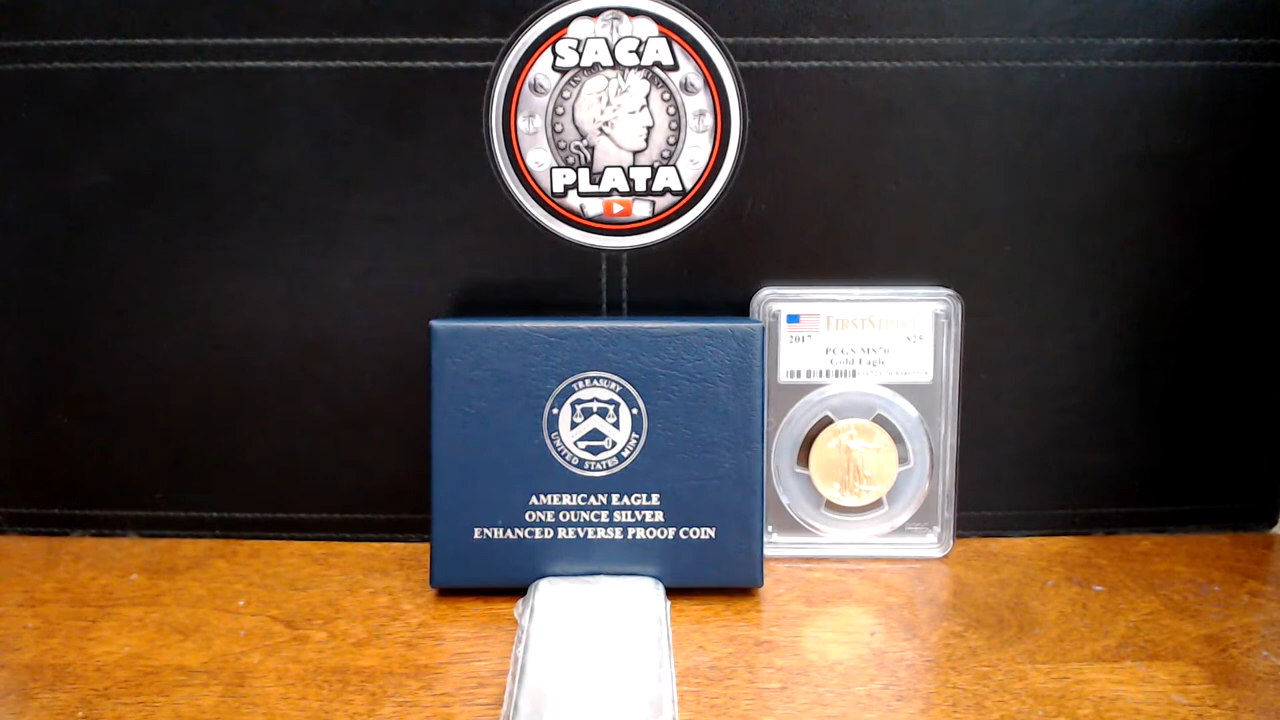 SACA
PLATA
TREASURY
UNITED STATES MINT
AMERICAN EAGLE
ONE OUNCE SILVER
ENHANCED REVERSE PROOF COIN
FIRSTSTRIKE
2017 $25
PCGS MS70
Gold Eagle